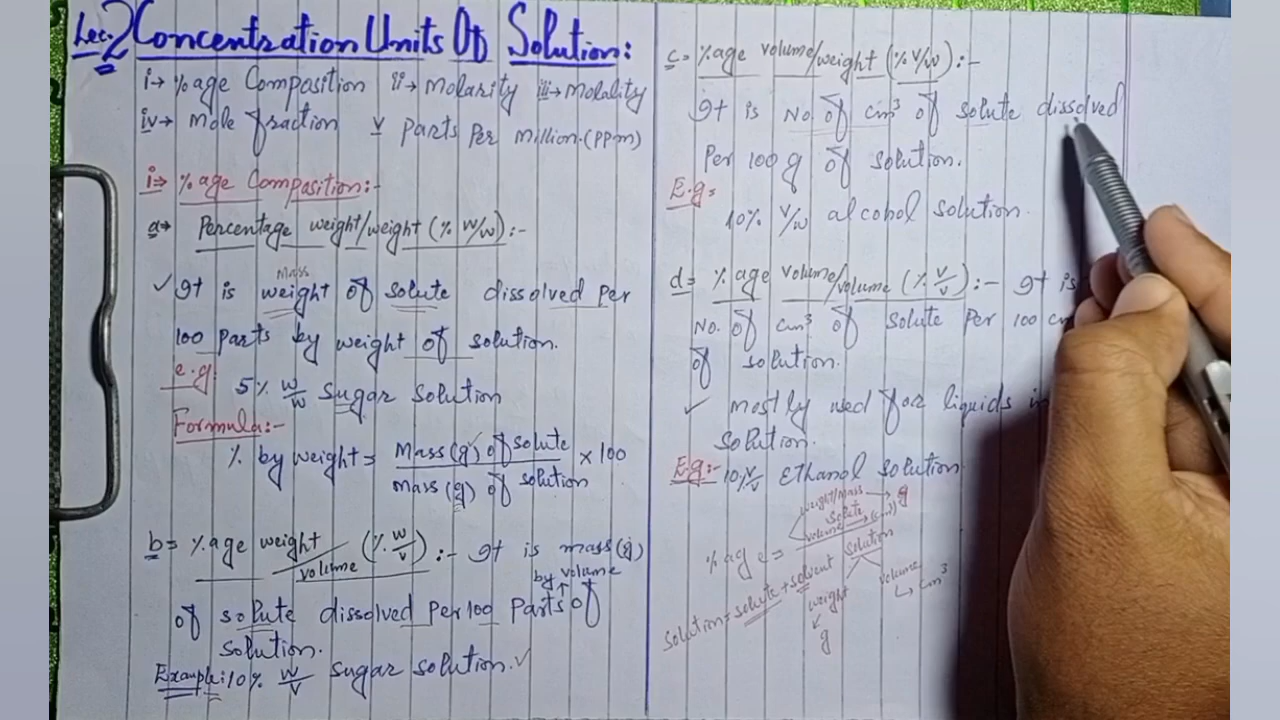 Lec.2 Concentration Units Of Solution:
i→ %age Composition ii→ Molarity iii→ Molality
iv→ Mole fraction v parts Per million.(PPm)
i→ %age Composition:-
a→ Percentage weight/weight (% w/w):-
Mass
✓ It is weight of solute dissolved Per
100 Parts by weight of solution.
e.g.
5% w/w Sugar Solution
Formula:-
% by weight = Mass(g) of solute / mass(g) of solution × 100
b= %age weight/volume (% w/v):- It is mass(g)
by volume
of solute dissolved Per 100 Parts of
solution.
Example:10% w/v sugar solution.✓
c= %age volume/weight (% v/w):-
It is No. of cm³ of solute dissolved
Per 100 g of solution.
E.g=
10% v/w alcohol solution.
d= % age volume/volume (% v/v):- It is
No. of cm³ of solute Per 100 c
of solution.
✓ mostly used for liquids in
solution.
E.g:- 10% v/v Ethanol solution.
weight/Mass → g
solute
volume → (cm³)
% age = solution
solution = solute + solvent
weight
g
volume
→ cm³